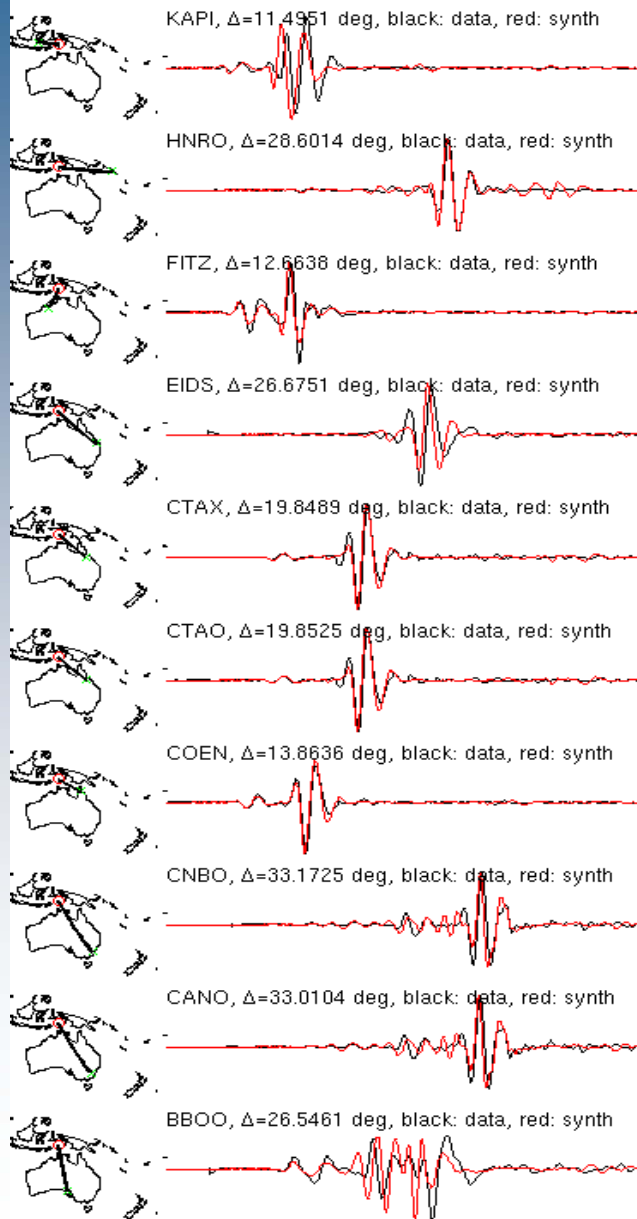 KAPI, Δ=11.4951 deg, black: data, red: synth
HNRO, Δ=28.6014 deg, black: data, red: synth
FITZ, Δ=12.6638 deg, black: data, red: synth
EIDS, Δ=26.6751 deg, black: data, red: synth
CTAX, Δ=19.8489 deg, black: data, red: synth
CTAO, Δ=19.8525 deg, black: data, red: synth
COEN, Δ=13.8636 deg, black: data, red: synth
CNBO, Δ=33.1725 deg, black: data, red: synth
CANO, Δ=33.0104 deg, black: data, red: synth
BBOO, Δ=26.5461 deg, black: data, red: synth